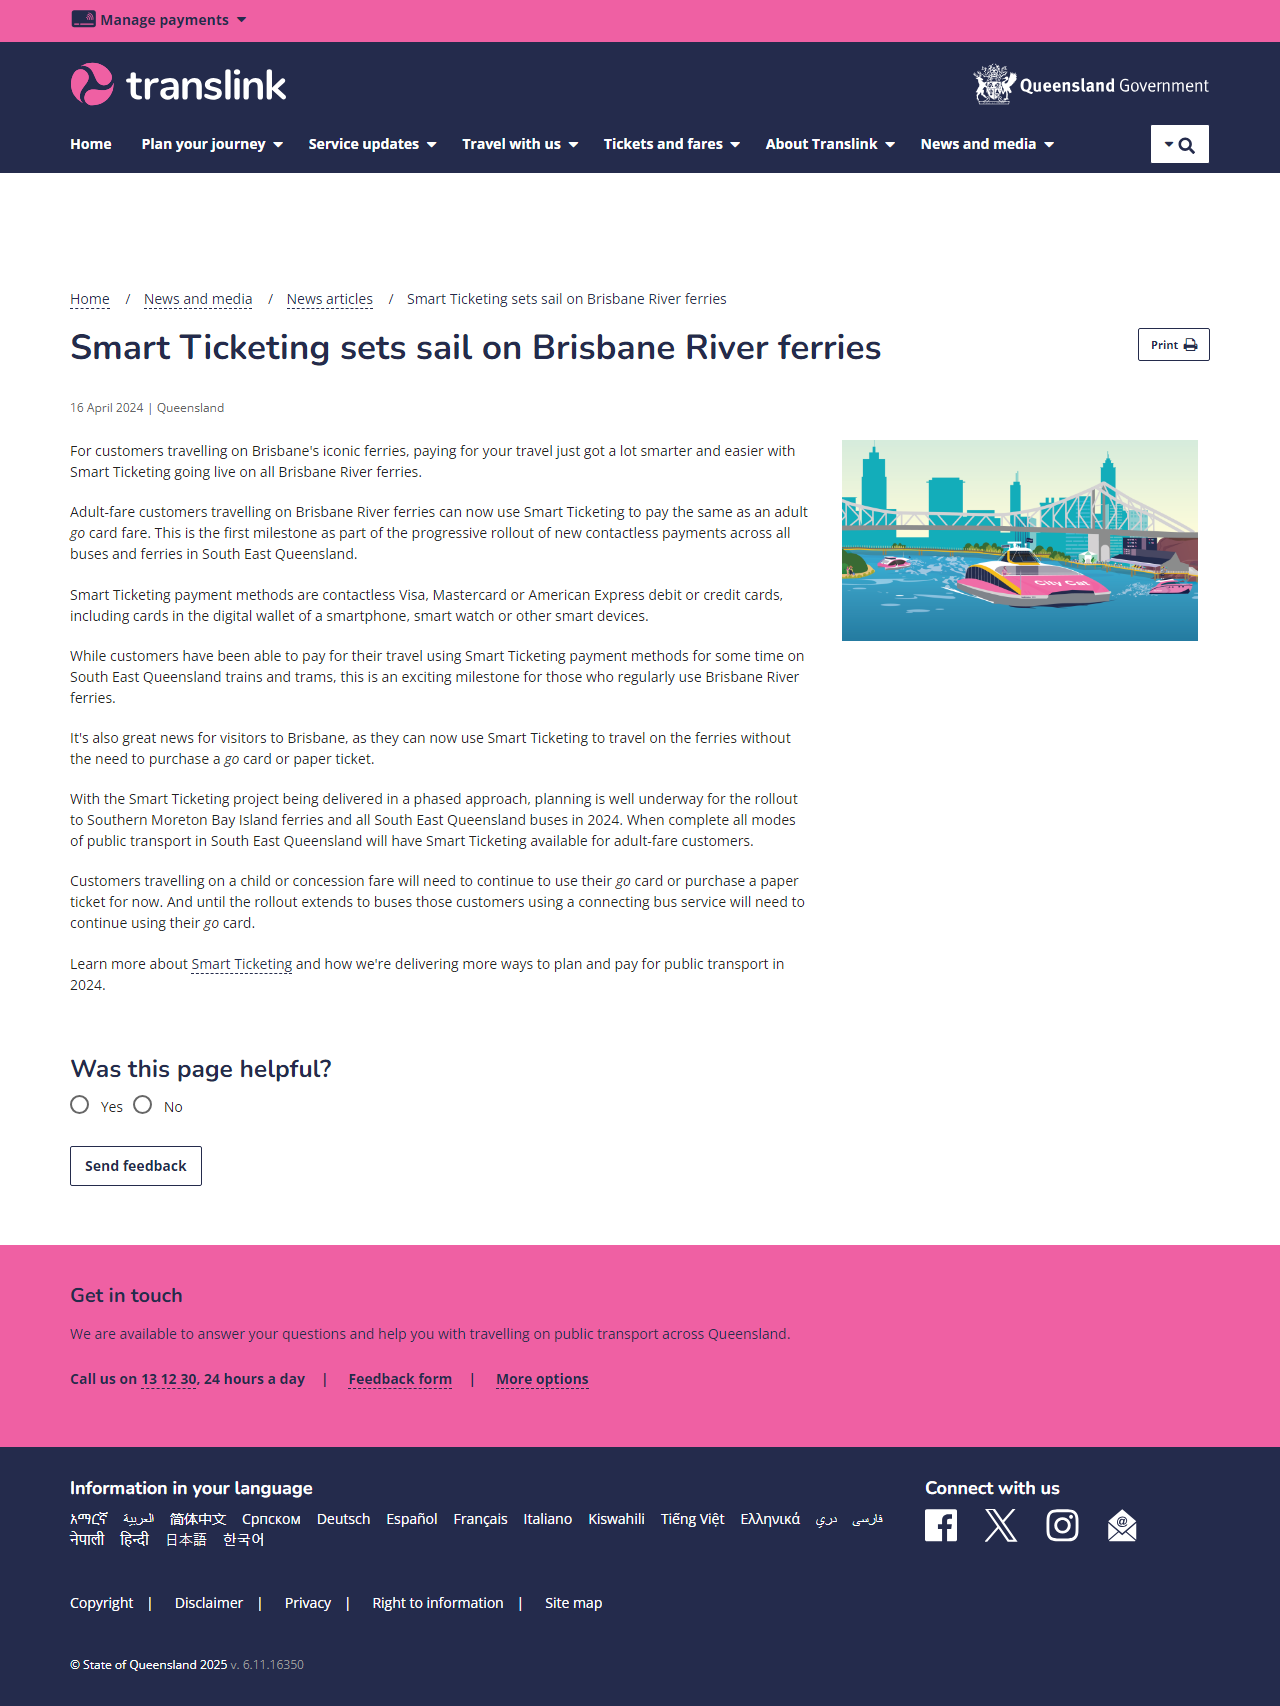 Manage payments
translink
Queensland Government
Home Plan your journey Service updates Travel with us Tickets and fares About Translink News and media
Home / News and media / News articles / Smart Ticketing sets sail on Brisbane River ferries
Smart Ticketing sets sail on Brisbane River ferries
Print
16 April 2024 | Queensland
For customers travelling on Brisbane's iconic ferries, paying for your travel just got a lot smarter and easier with
Smart Ticketing going live on all Brisbane River ferries.
Adult-fare customers travelling on Brisbane River ferries can now use Smart Ticketing to pay the same as an adult
go card fare. This is the first milestone as part of the progressive rollout of new contactless payments across all
buses and ferries in South East Queensland.
Smart Ticketing payment methods are contactless Visa, Mastercard or American Express debit or credit cards,
including cards in the digital wallet of a smartphone, smart watch or other smart devices.
While customers have been able to pay for their travel using Smart Ticketing payment methods for some time on
South East Queensland trains and trams, this is an exciting milestone for those who regularly use Brisbane River
ferries.
It's also great news for visitors to Brisbane, as they can now use Smart Ticketing to travel on the ferries without
the need to purchase a go card or paper ticket.
With the Smart Ticketing project being delivered in a phased approach, planning is well underway for the rollout
to Southern Moreton Bay Island ferries and all South East Queensland buses in 2024. When complete all modes
of public transport in South East Queensland will have Smart Ticketing available for adult-fare customers.
Customers travelling on a child or concession fare will need to continue to use their go card or purchase a paper
ticket for now. And until the rollout extends to buses those customers using a connecting bus service will need to
continue using their go card.
Learn more about Smart Ticketing and how we're delivering more ways to plan and pay for public transport in
2024.
City Cat
Was this page helpful?
Yes No
Send feedback
Get in touch
We are available to answer your questions and help you with travelling on public transport across Queensland.
Call us on 13 12 30, 24 hours a day | Feedback form | More options
Information in your language
አማርኛ العربية 简体中文 Српском Deutsch Español Français Italiano Kiswahili Tiếng Việt Ελληνικά دري فارسی
नेपाली हिन्दी 日本語 한국어
Connect with us
Copyright | Disclaimer | Privacy | Right to information | Site map
© State of Queensland 2025 v. 6.11.16350